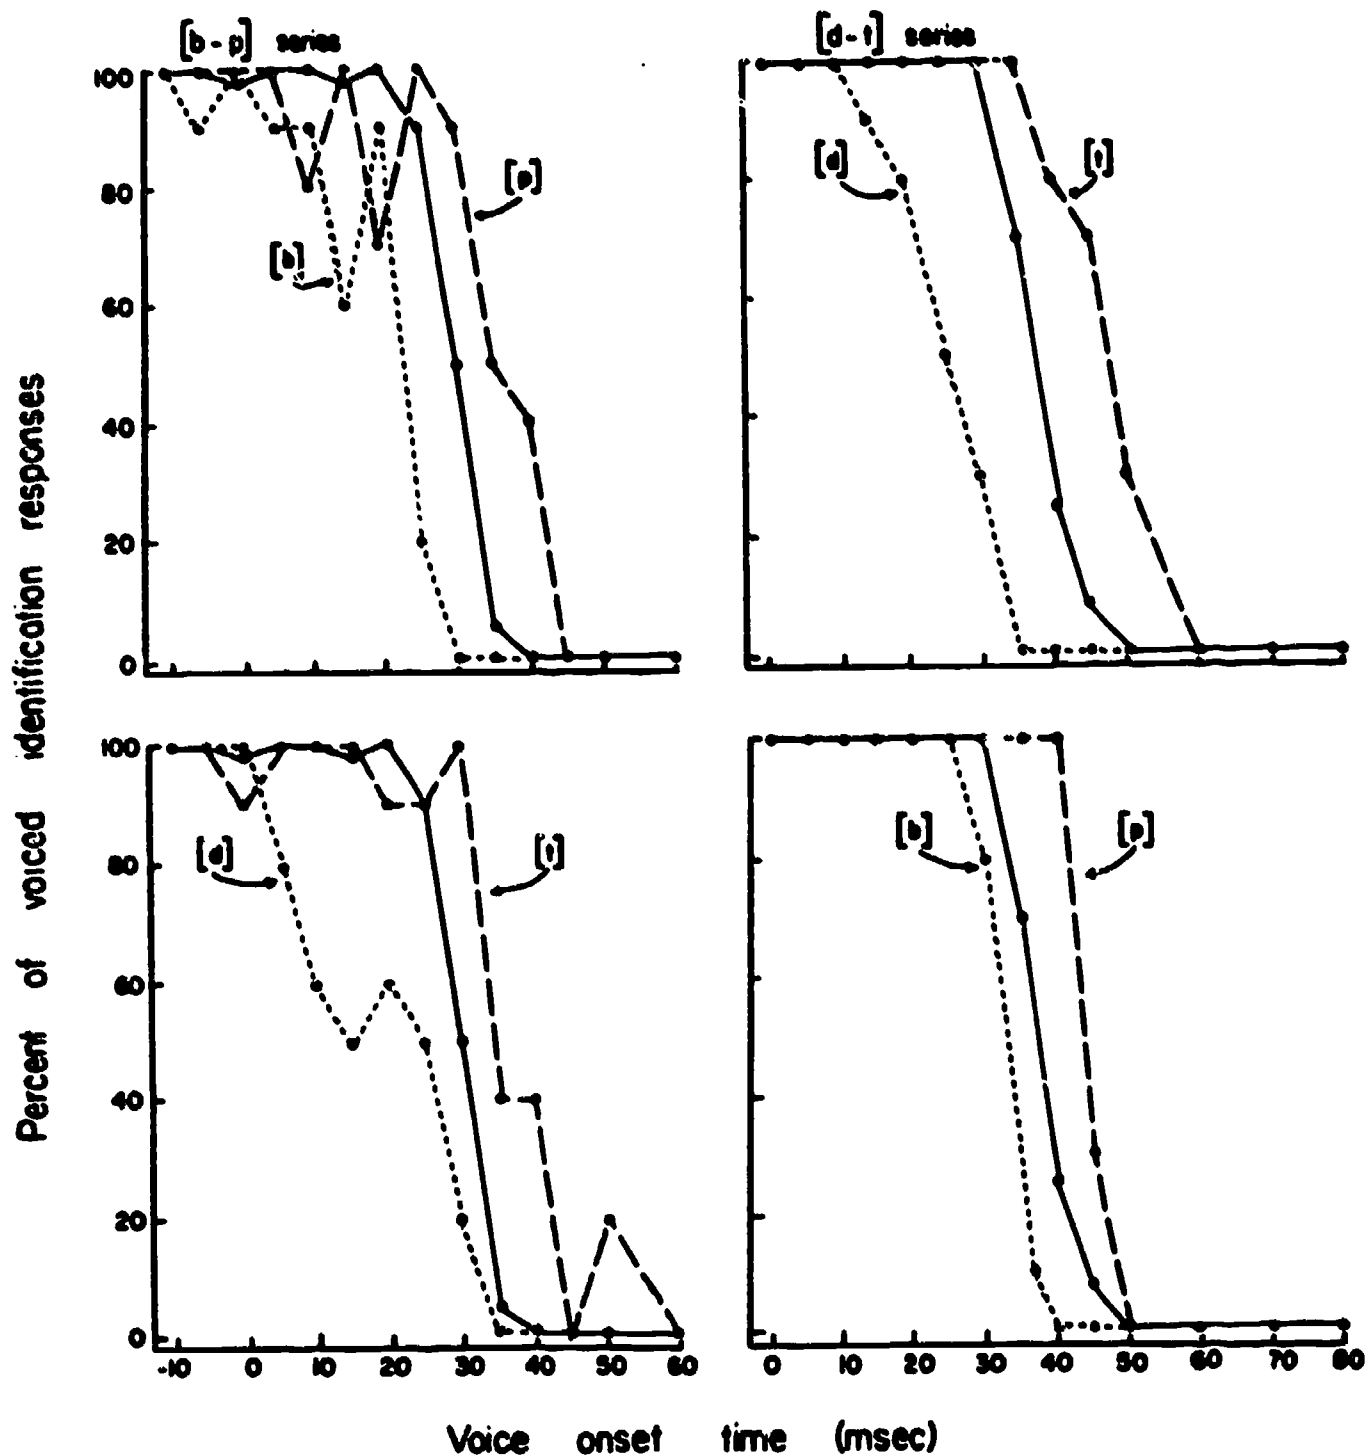 [b-p] series
[d-t] series
100
80
60
40
20
0
[b]
[p]
[d]
[t]
100
80
60
40
20
0
[d]
[t]
[b]
[p]
-10 0 10 20 30 40 50 60
0 10 20 30 40 50 60 70 80
Percent of voiced identification responses
Voice onset time (msec)